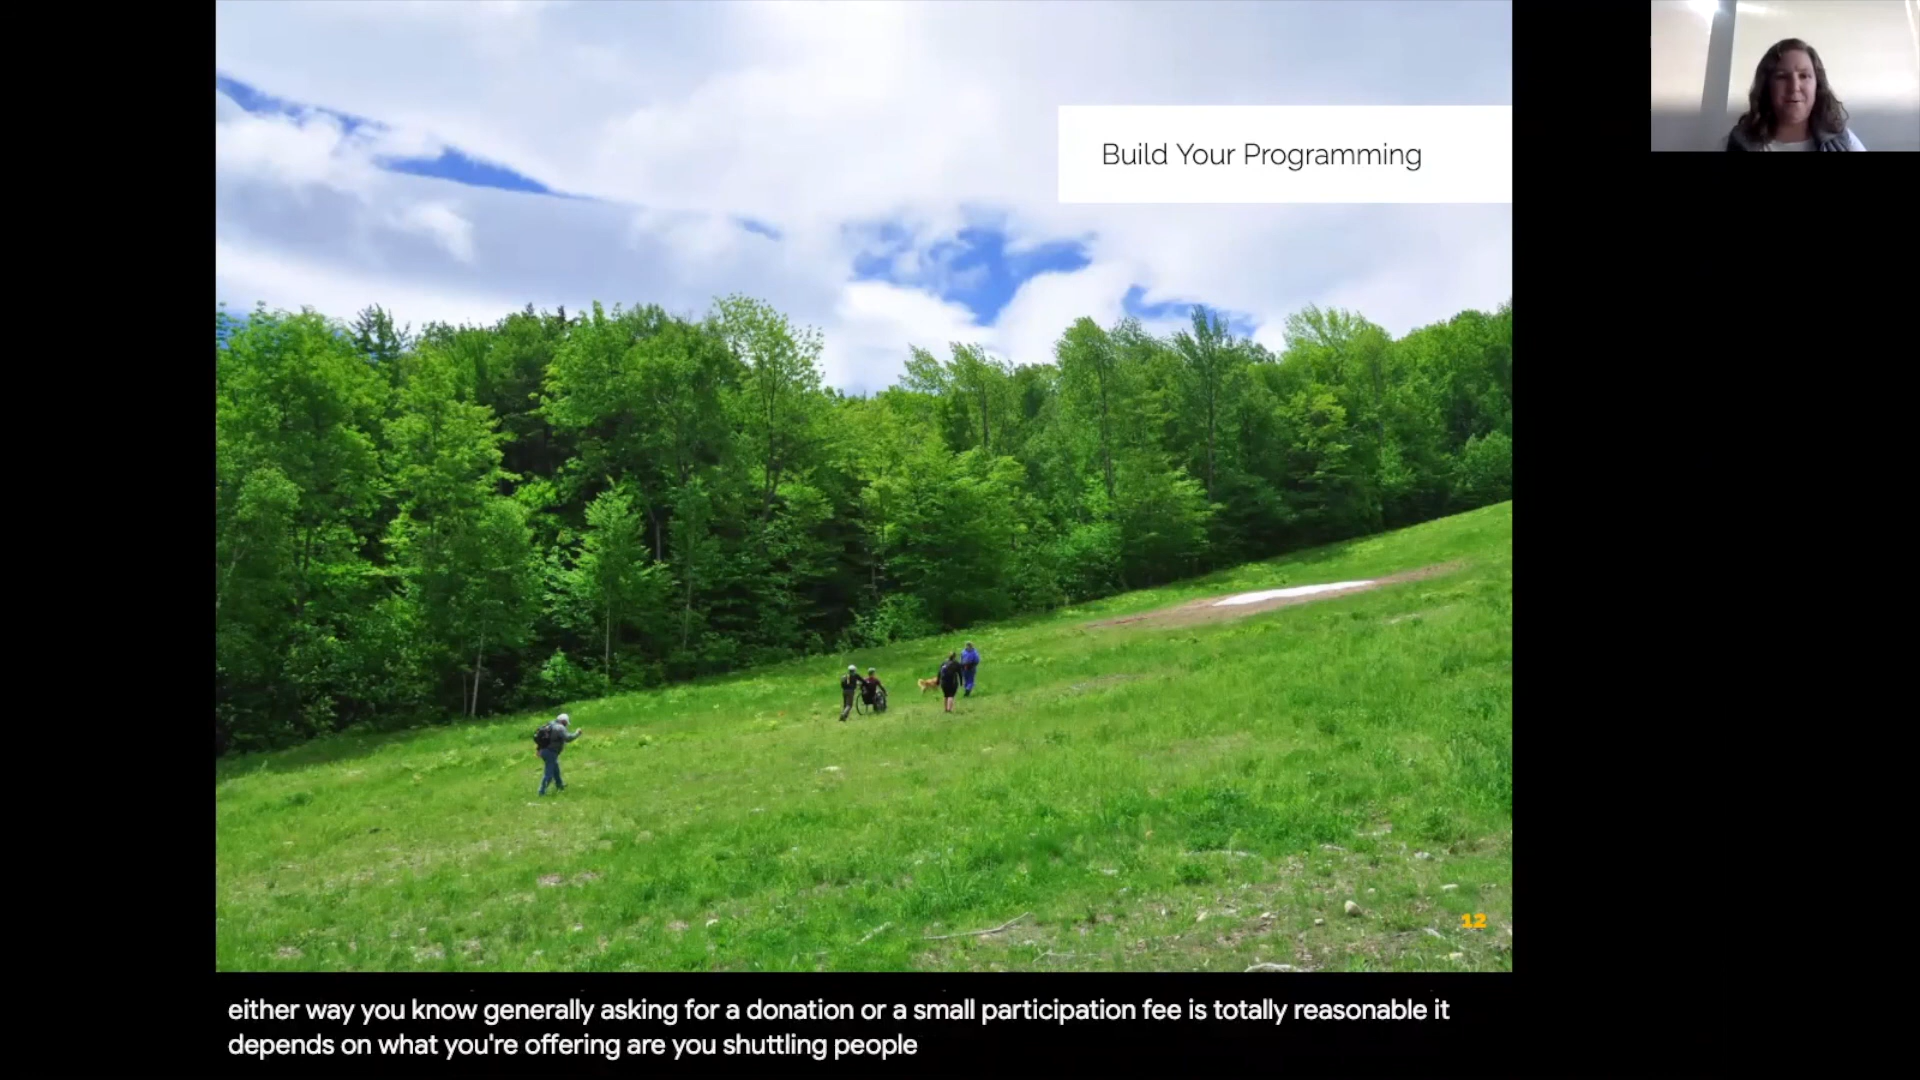 Build Your Programming
12
either way you know generally asking for a donation or a small participation fee is totally reasonable it
depends on what you're offering are you shuttling people